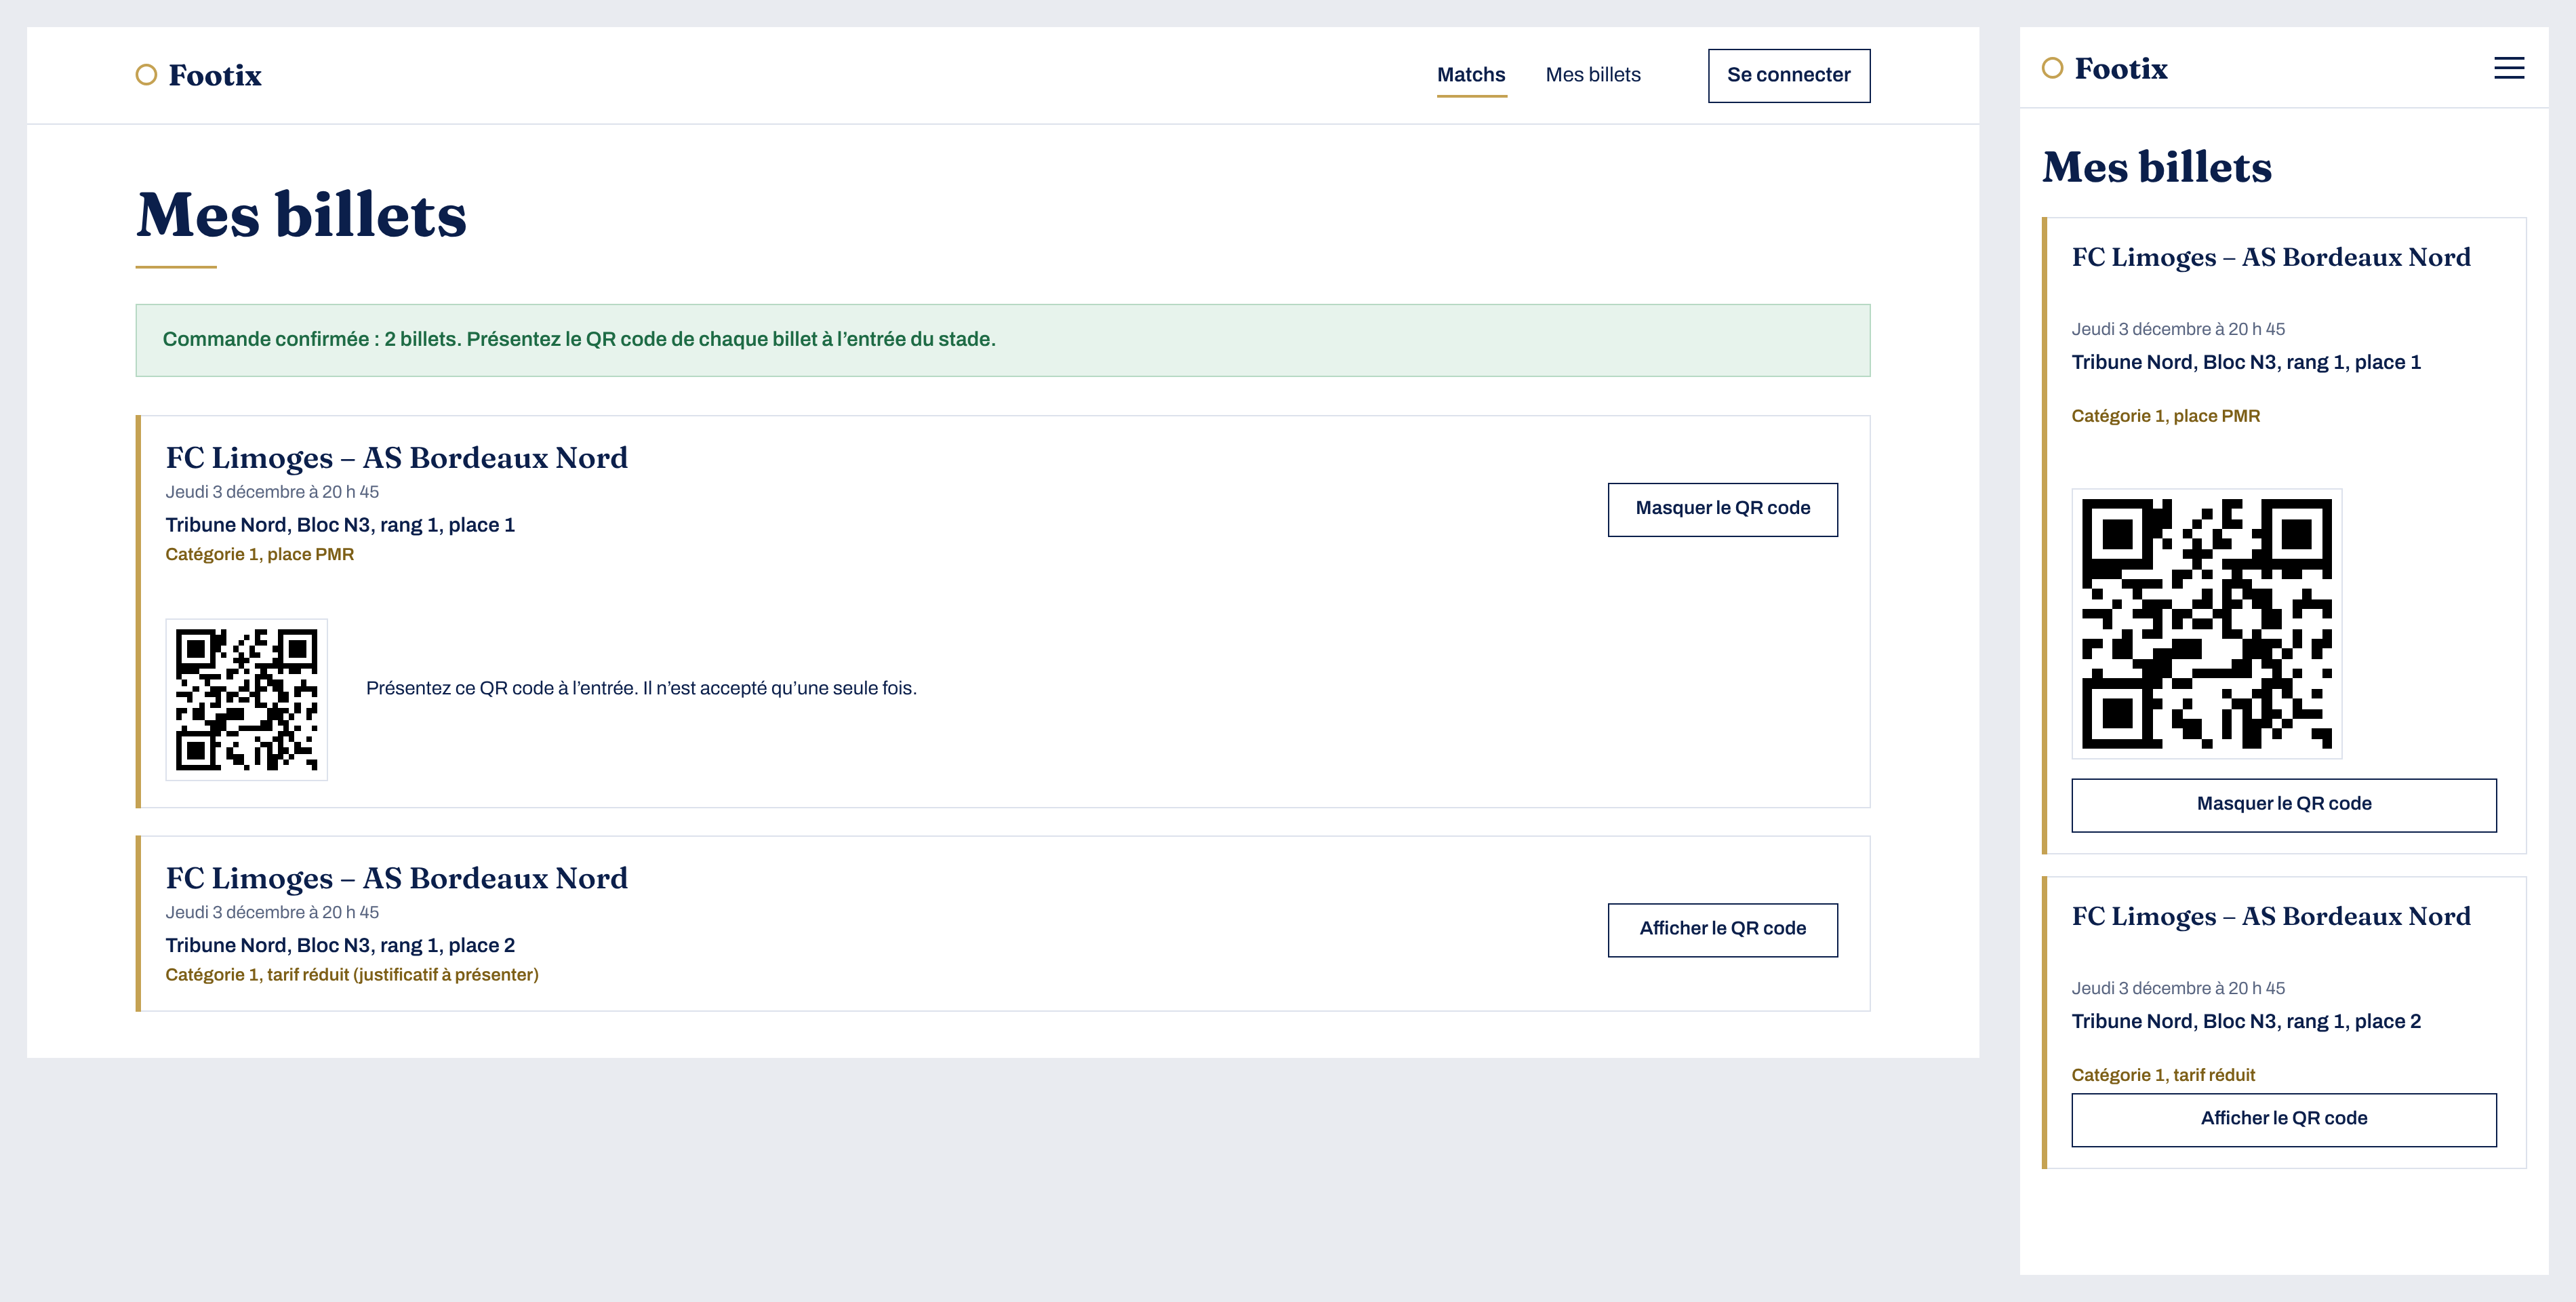 Footix
Matchs
Mes billets
Se connecter
Mes billets
Commande confirmée : 2 billets. Présentez le QR code de chaque billet à l’entrée du stade.
FC Limoges – AS Bordeaux Nord
Jeudi 3 décembre à 20 h 45
Tribune Nord, Bloc N3, rang 1, place 1
Catégorie 1, place PMR
Masquer le QR code
Présentez ce QR code à l’entrée. Il n’est accepté qu’une seule fois.
FC Limoges – AS Bordeaux Nord
Jeudi 3 décembre à 20 h 45
Tribune Nord, Bloc N3, rang 1, place 2
Catégorie 1, tarif réduit (justificatif à présenter)
Afficher le QR code
Footix
Mes billets
FC Limoges – AS Bordeaux Nord
Jeudi 3 décembre à 20 h 45
Tribune Nord, Bloc N3, rang 1, place 1
Catégorie 1, place PMR
Masquer le QR code
FC Limoges – AS Bordeaux Nord
Jeudi 3 décembre à 20 h 45
Tribune Nord, Bloc N3, rang 1, place 2
Catégorie 1, tarif réduit
Afficher le QR code